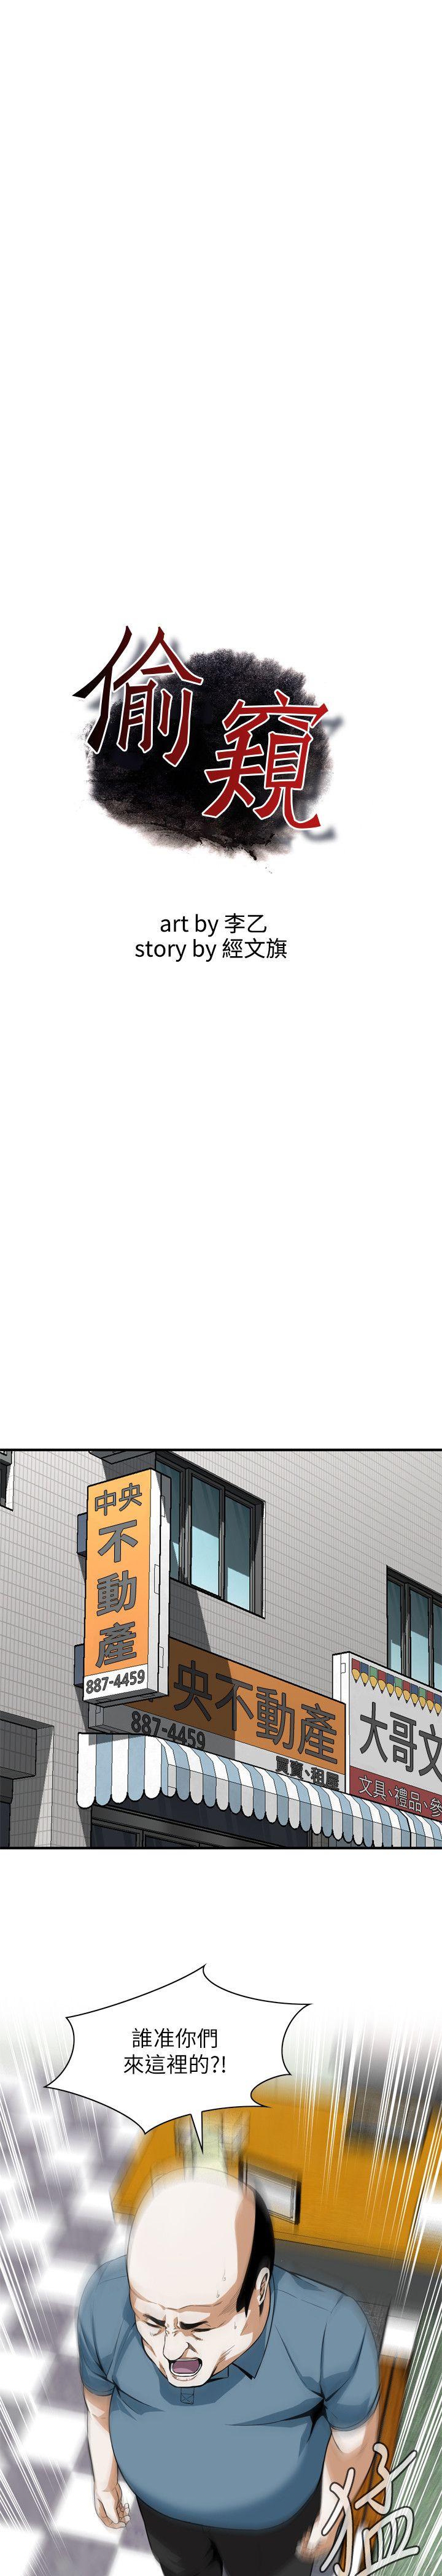 偷窺
art by 李乙
story by 經文旗
中央
不動產
887-4459
央不動產
887-4459
買賣、租屋
大哥文
文具、禮品、參
誰准你們
來這裡的?!
猛